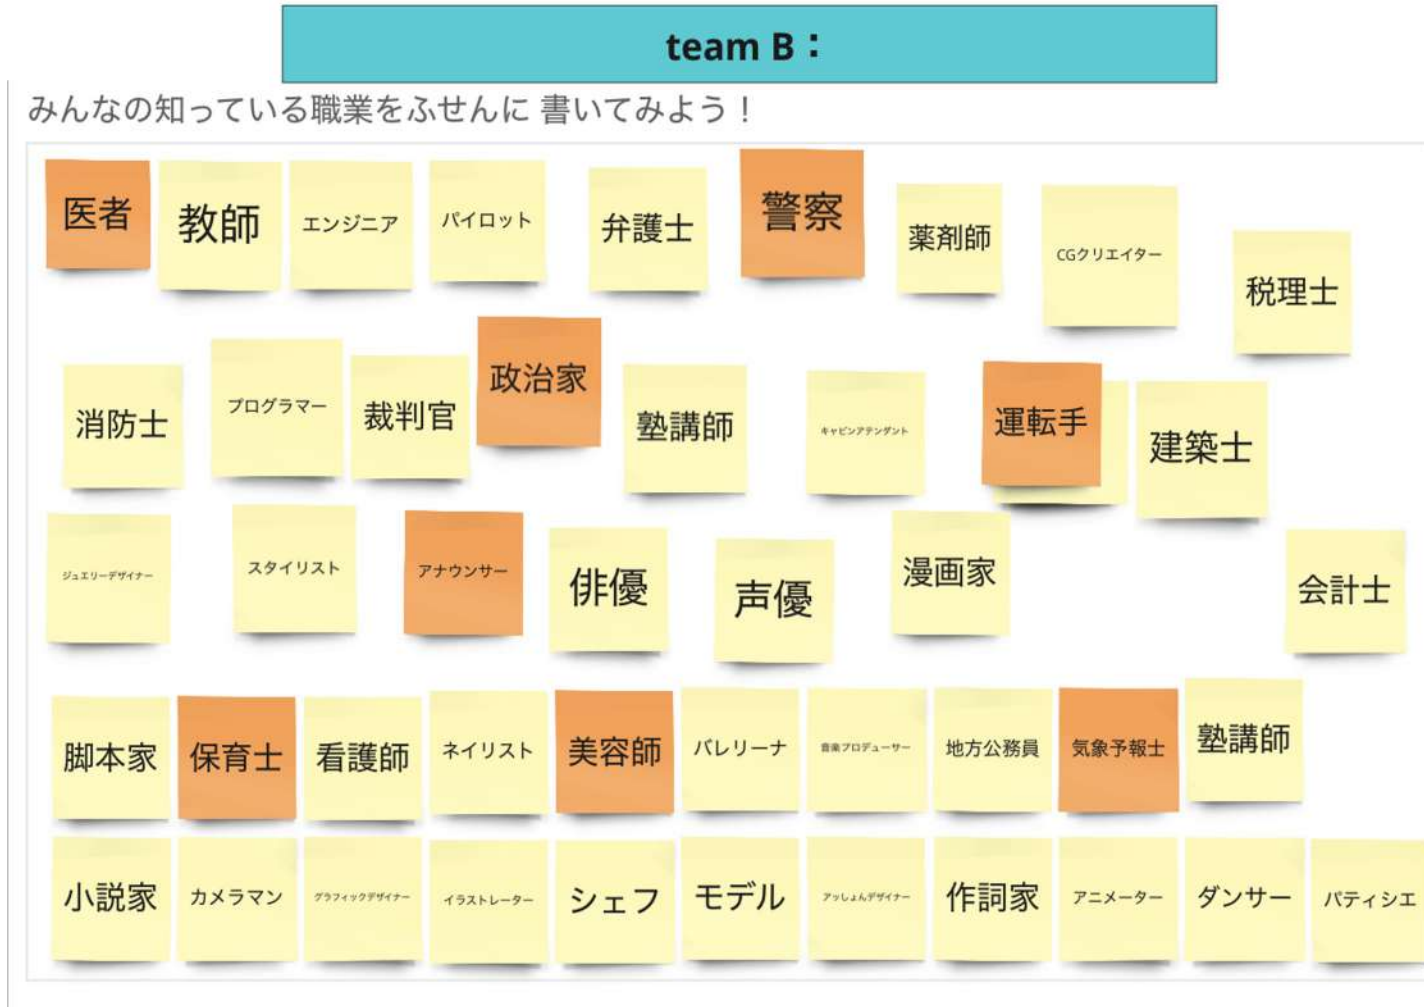 team B：
みんなの知っている職業をふせんに 書いてみよう！
医者
教師
エンジニア
パイロット
弁護士
警察
薬剤師
CGクリエイター
税理士
消防士
プログラマー
裁判官
政治家
塾講師
キャビンアテンダント
運転手
建築士
ジュエリーデザイナー
スタイリスト
アナウンサー
俳優
声優
漫画家
会計士
脚本家
保育士
看護師
ネイリスト
美容師
バレリーナ
音楽プロデューサー
地方公務員
気象予報士
塾講師
小説家
カメラマン
グラフィックデザイナー
イラストレーター
シェフ
モデル
アッしょんデザイナー
作詞家
アニメーター
ダンサー
パティシエ